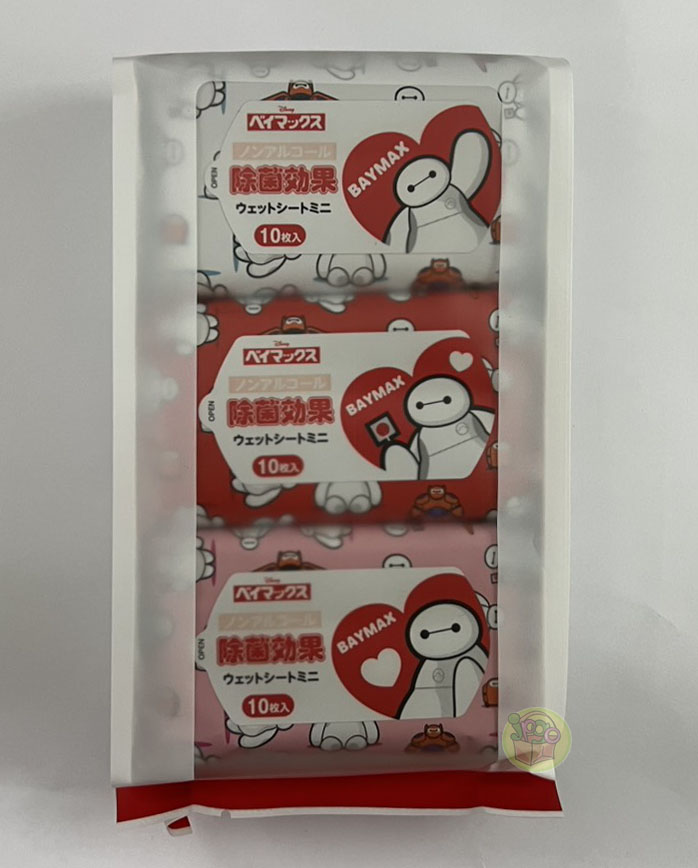 Disney
ベイマックス
ノンアルコール
除菌効果
ウェットシートミニ
10枚入
OPEN
BAYMAX
Disney
ベイマックス
ノンアルコール
除菌効果
ウェットシートミニ
10枚入
OPEN
BAYMAX
Disney
ベイマックス
ノンアルコール
除菌効果
ウェットシートミニ
10枚入
OPEN
BAYMAX